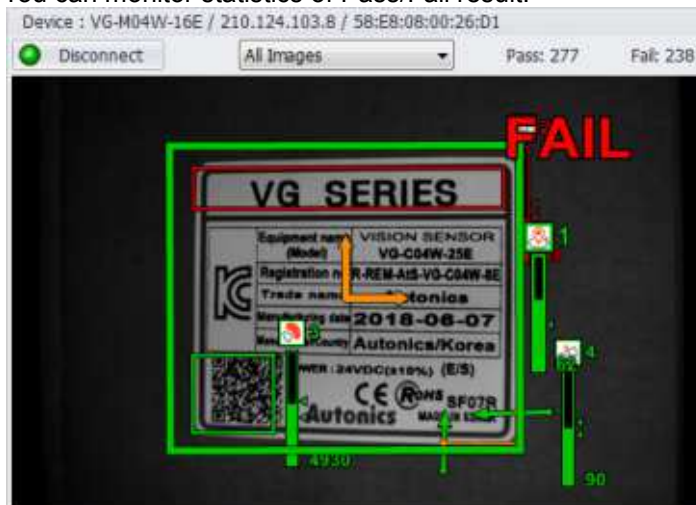 You can monitor statistics of Pass/Fail result.
Device : VG-M04W-16E / 210.124.103.8 / 58:E8:08:00:26:D1
Disconnect All Images Pass: 277 Fail: 238
FAIL
VG SERIES
Equipment name VISION SENSOR
(Model) VG-C04W-25E
Registration R-REM-AtS-VG-C04W-8E
Trade name
Manufacturing date 2018-06-07
Autonics/Korea
24VDC(±10%) (E/S)
CE RoHS SF07R
Autonics MADE IN
1
3
4
4930
90